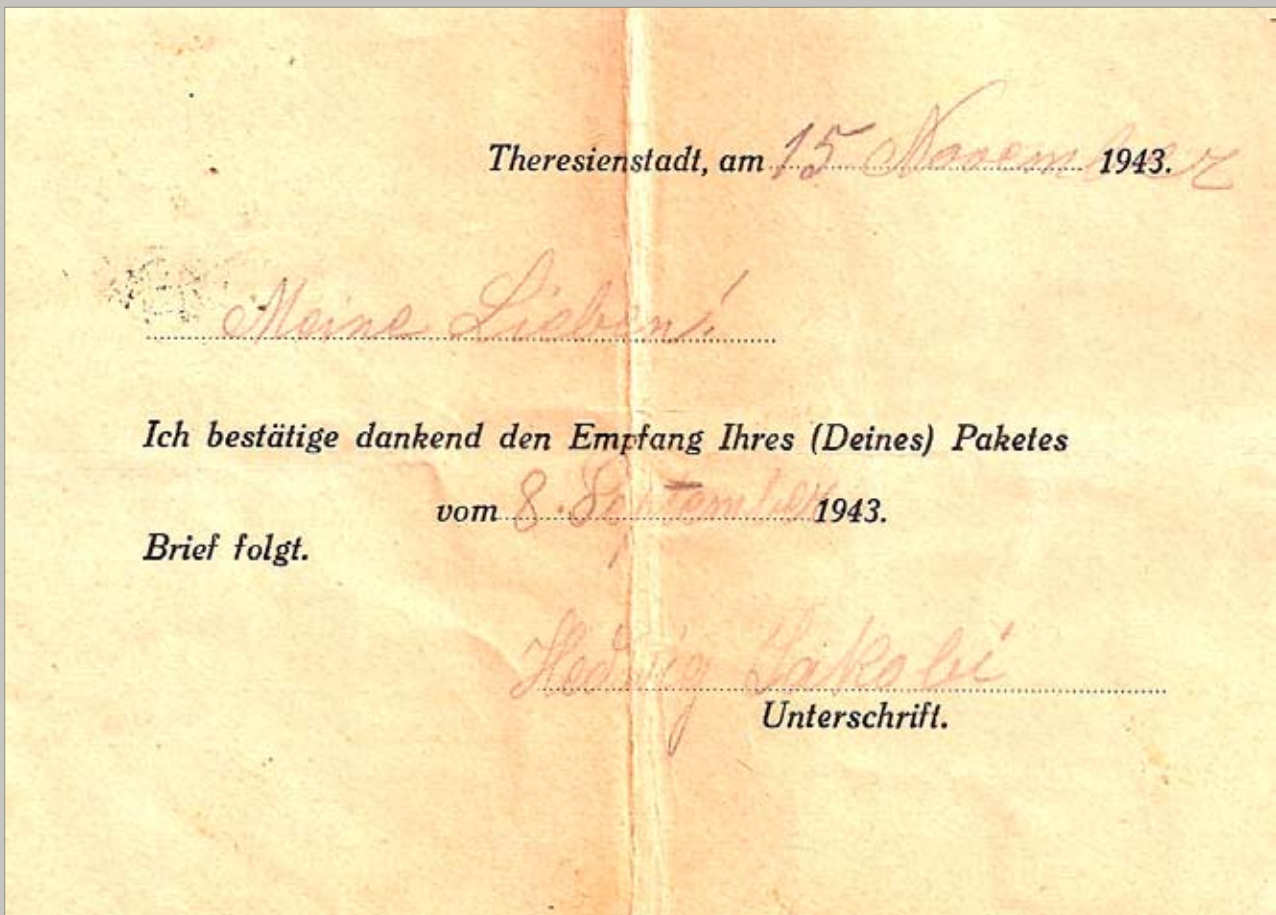 Theresienstadt, am 15 November 1943.
Meine Lieben!
Ich bestätige dankend den Empfang Ihres (Deines) Paketes
vom 8. September 1943.
Brief folgt.
Hedwig Jakobi
Unterschrift.